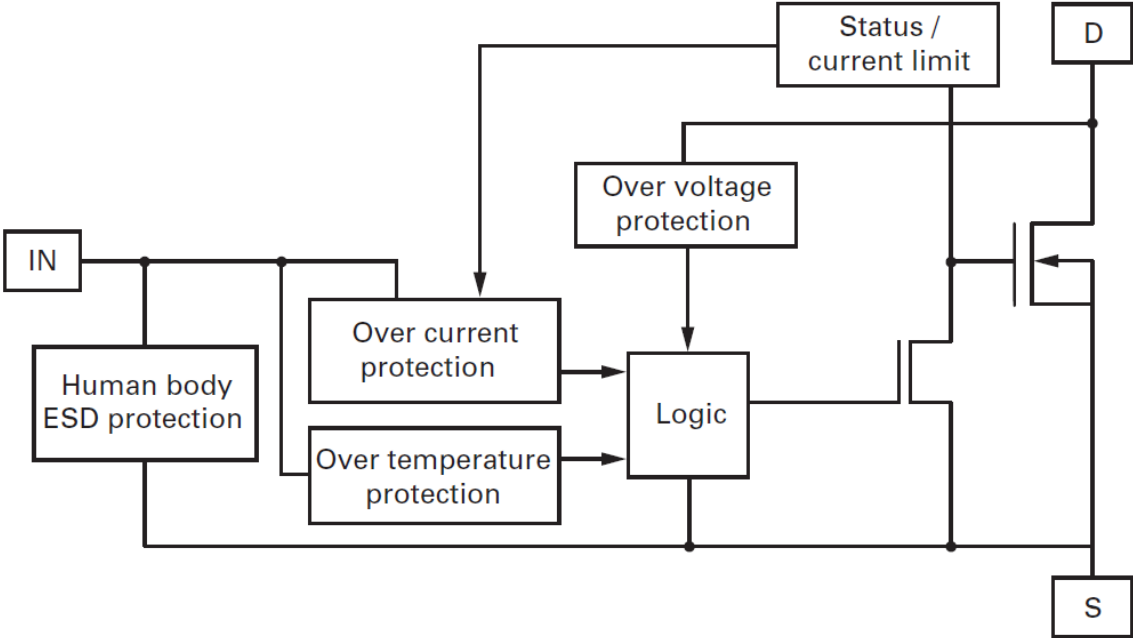 Status /
current limit
D
Over voltage
protection
IN
Over current
protection
Human body
ESD protection
Logic
Over temperature
protection
S